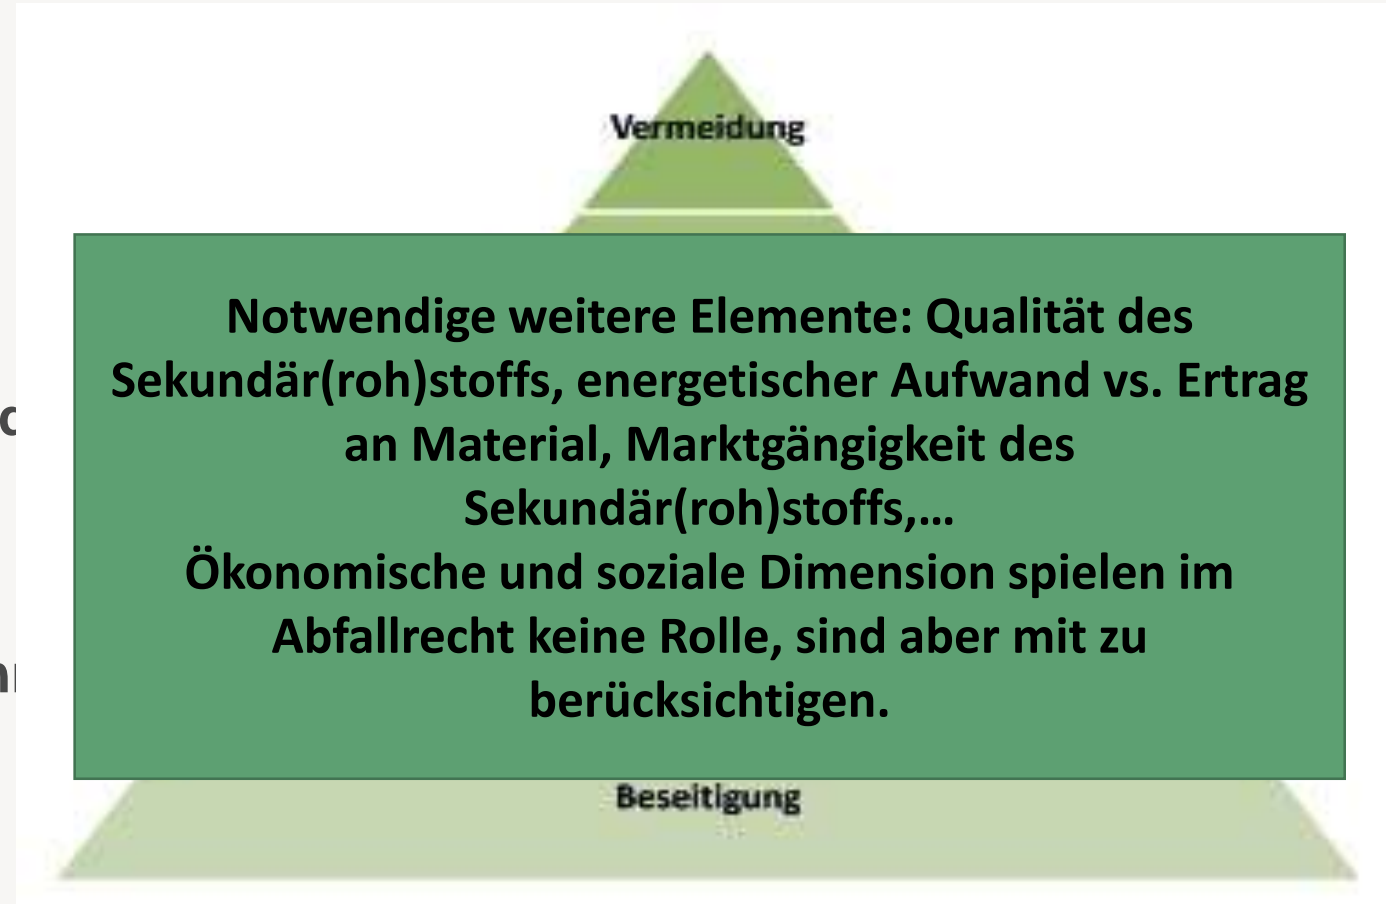 Vermeidung
Notwendige weitere Elemente: Qualität des
Sekundär(roh)stoffs, energetischer Aufwand vs. Ertrag
an Material, Marktgängigkeit des
Sekundär(roh)stoffs,…
Ökonomische und soziale Dimension spielen im
Abfallrecht keine Rolle, sind aber mit zu
berücksichtigen.
Beseitigung